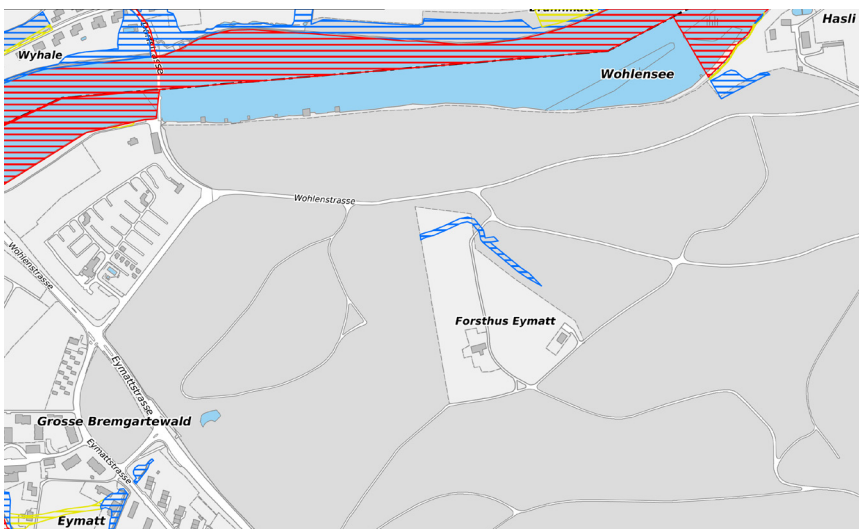 Hasli
Wyhale
Wohlensee
Wohlenstrasse
Wohlenstrasse
Forsthus Eymatt
Eymattstrasse
Grosse Bremgartewald
Eymattstrasse
Eymatt